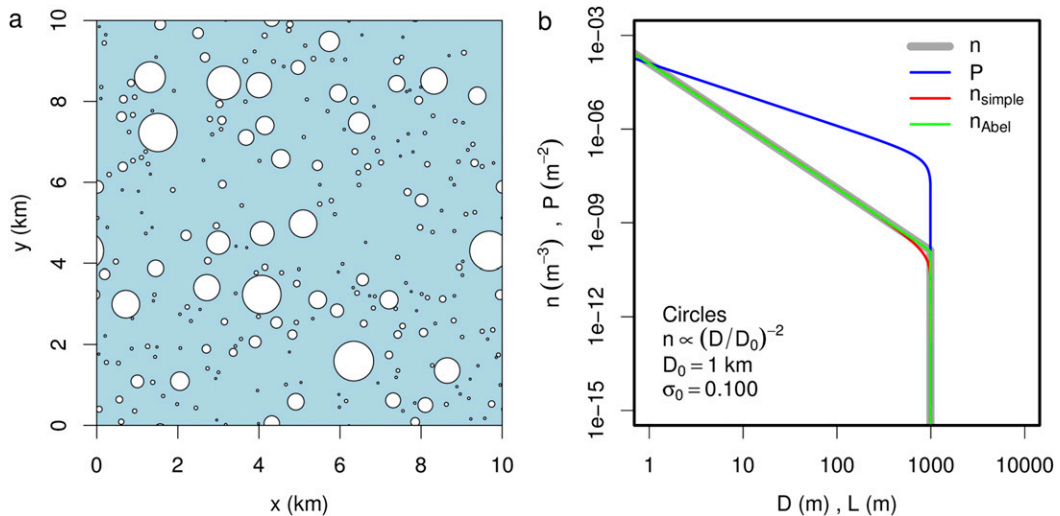 a
y (km)
10
8
6
4
2
0
0 2 4 6 8 10
x (km)
b
n (m⁻³) , P (m⁻²)
1e−03
1e−06
1e−09
1e−12
1e−15
n
P
n_simple
n_Abel
Circles
n ∝ (D/D₀)⁻²
D₀ = 1 km
σ₀ = 0.100
1 10 100 1000 10000
D (m) , L (m)